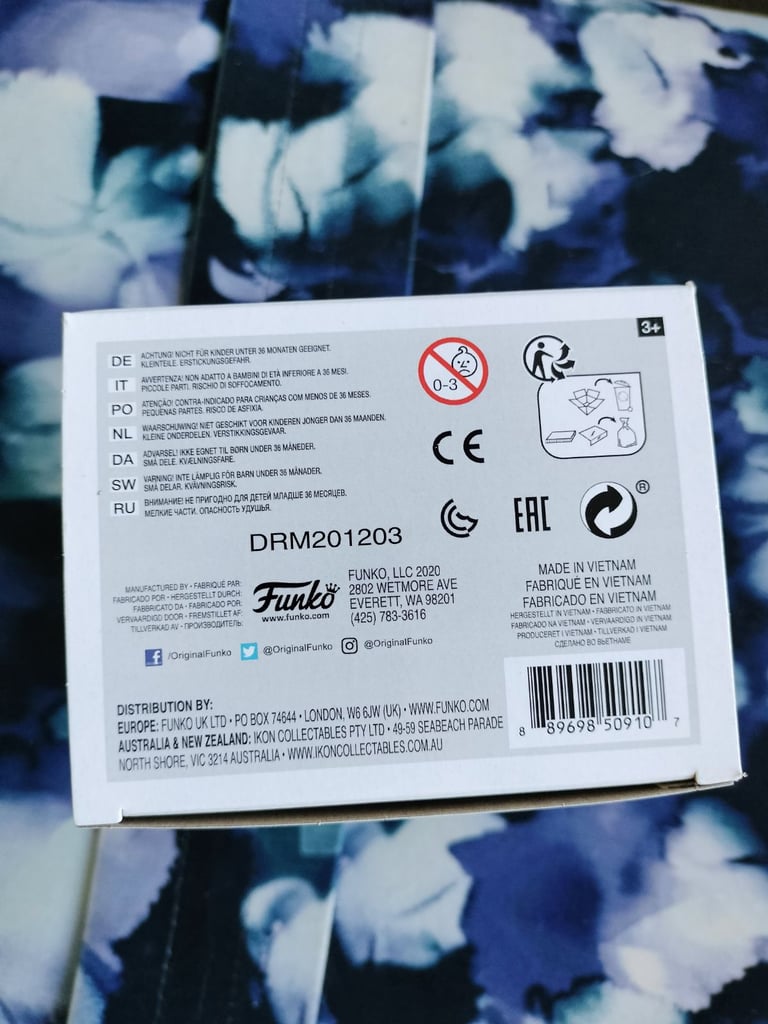 3+
DE ACHTUNG! NICHT FÜR KINDER UNTER 36 MONATEN GEEIGNET.
KLEINTEILE. ERSTICKUNGSGEFAHR.
IT AVVERTENZA! NON ADATTO A BAMBINI DI ETÀ INFERIORE A 36 MESI.
PICCOLE PARTI. RISCHIO DI SOFFOCAMENTO.
PO ATENÇÃO! CONTRA-INDICADO PARA CRIANÇAS COM MENOS DE 36 MESES.
PEQUENAS PARTES. RISCO DE ASFIXIA.
NL WAARSCHUWING! NIET GESCHIKT VOOR KINDEREN JONGER DAN 36 MAANDEN.
KLEINE ONDERDELEN. VERSTIKKINGSGEVAAR.
DA ADVARSEL! IKKE EGNET TIL BØRN UNDER 36 MÅNEDER.
SMÅ DELE. KVÆLNINGSFARE.
SW VARNING! INTE LÄMPLIG FÖR BARN UNDER 36 MÅNADER.
SMÅ DELAR. KVÄVNINGSRISK.
RU ВНИМАНИЕ! НЕ ПРИГОДНО ДЛЯ ДЕТЕЙ МЛАДШЕ 36 МЕСЯЦЕВ.
МЕЛКИЕ ЧАСТИ. ОПАСНОСТЬ УДУШЬЯ.
0-3
CE
EAC
®
DRM201203
MANUFACTURED BY • FABRIQUÉ PAR:
FABRICADO POR • HERGESTELLT DURCH:
FABBRICATO DA • FABRICADO POR:
VERVAARDIGD DOOR • FREMSTILLET AF:
TILLVERKAD AV • ПРОИЗВОДИТЕЛЬ:
Funko
www.funko.com
FUNKO, LLC 2020
2802 WETMORE AVE
EVERETT, WA 98201
(425) 783-3616
MADE IN VIETNAM
FABRIQUÉ EN VIETNAM
FABRICADO EN VIETNAM
HERGESTELLT IN VIETNAM • FABBRICATO IN VIETNAM
FABRICADO NA VIETNAM • VERVAARDIGD IN VIETNAM
PRODUCERET I VIETNAM • TILLVERKAD I VIETNAM
СДЕЛАНО ВО ВЬЕТНАМЕ
/OriginalFunko @OriginalFunko @OriginalFunko
DISTRIBUTION BY:
EUROPE: FUNKO UK LTD • PO BOX 74644 • LONDON, W6 6JW (UK) • WWW.FUNKO.COM
AUSTRALIA & NEW ZEALAND: IKON COLLECTABLES PTY LTD • 49-59 SEABEACH PARADE
NORTH SHORE, VIC 3214 AUSTRALIA • WWW.IKONCOLLECTABLES.COM.AU
8 89698 50910 7